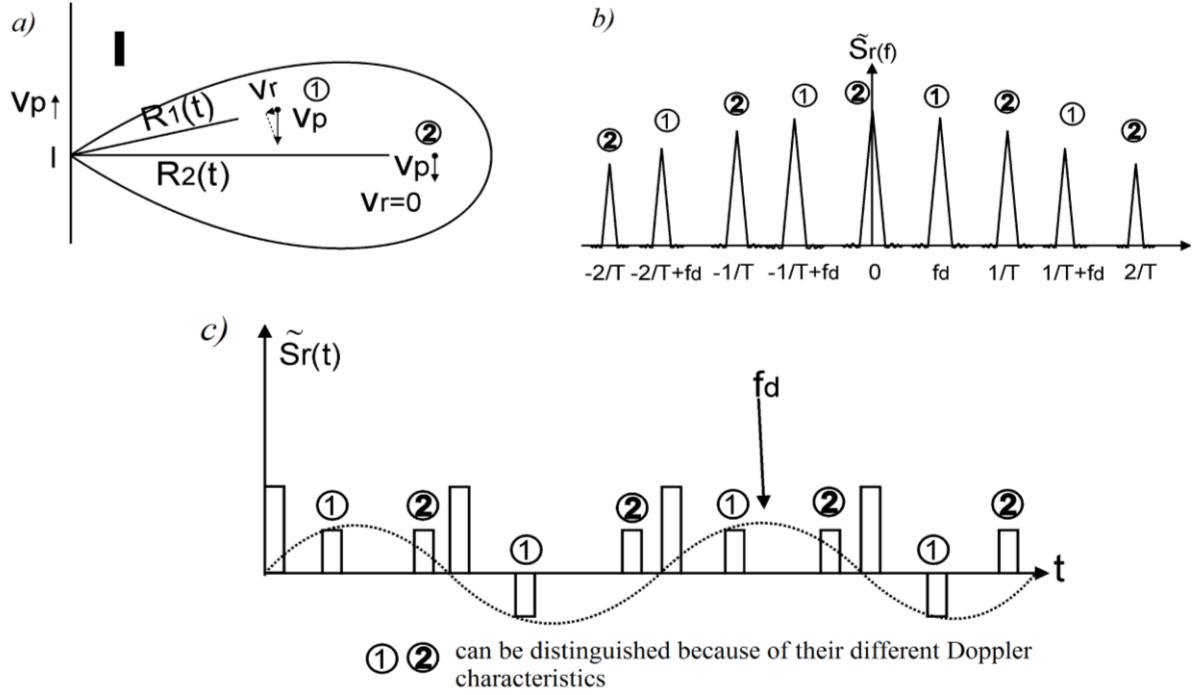 a)
I
Vp
I
R1(t)
Vr
①
Vp
②
Vp
R2(t)
Vr=0
b)
S̃r(f)
② ① ② ① ② ① ② ① ②
-2/T -2/T+fd -1/T -1/T+fd 0 fd 1/T 1/T+fd 2/T
c)
S̃r(t)
fd
① ② ① ② ① ② ① ②
t
① ② can be distinguished because of their different Doppler
characteristics